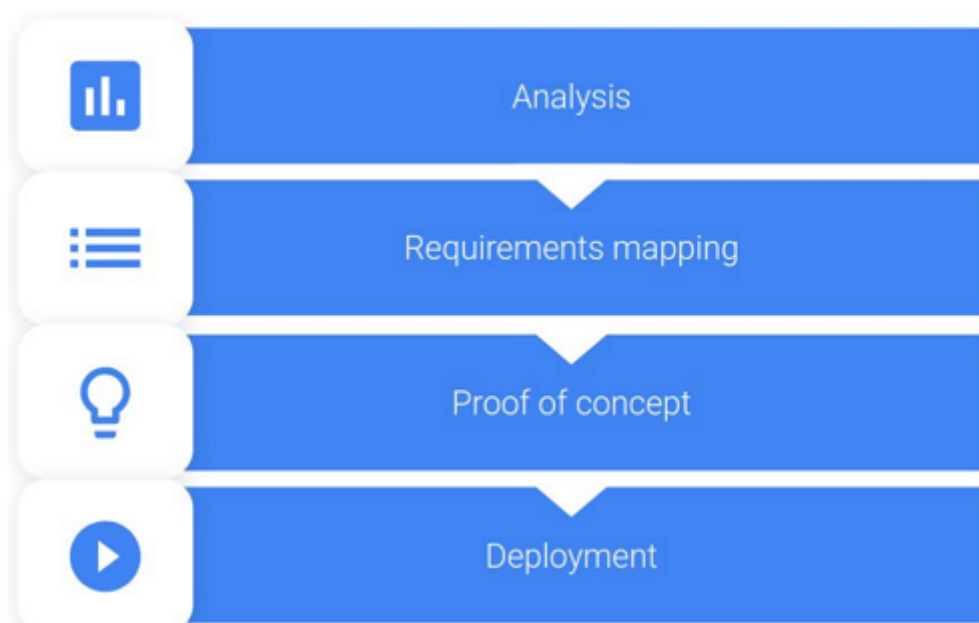 Analysis
Requirements mapping
Proof of concept
Deployment